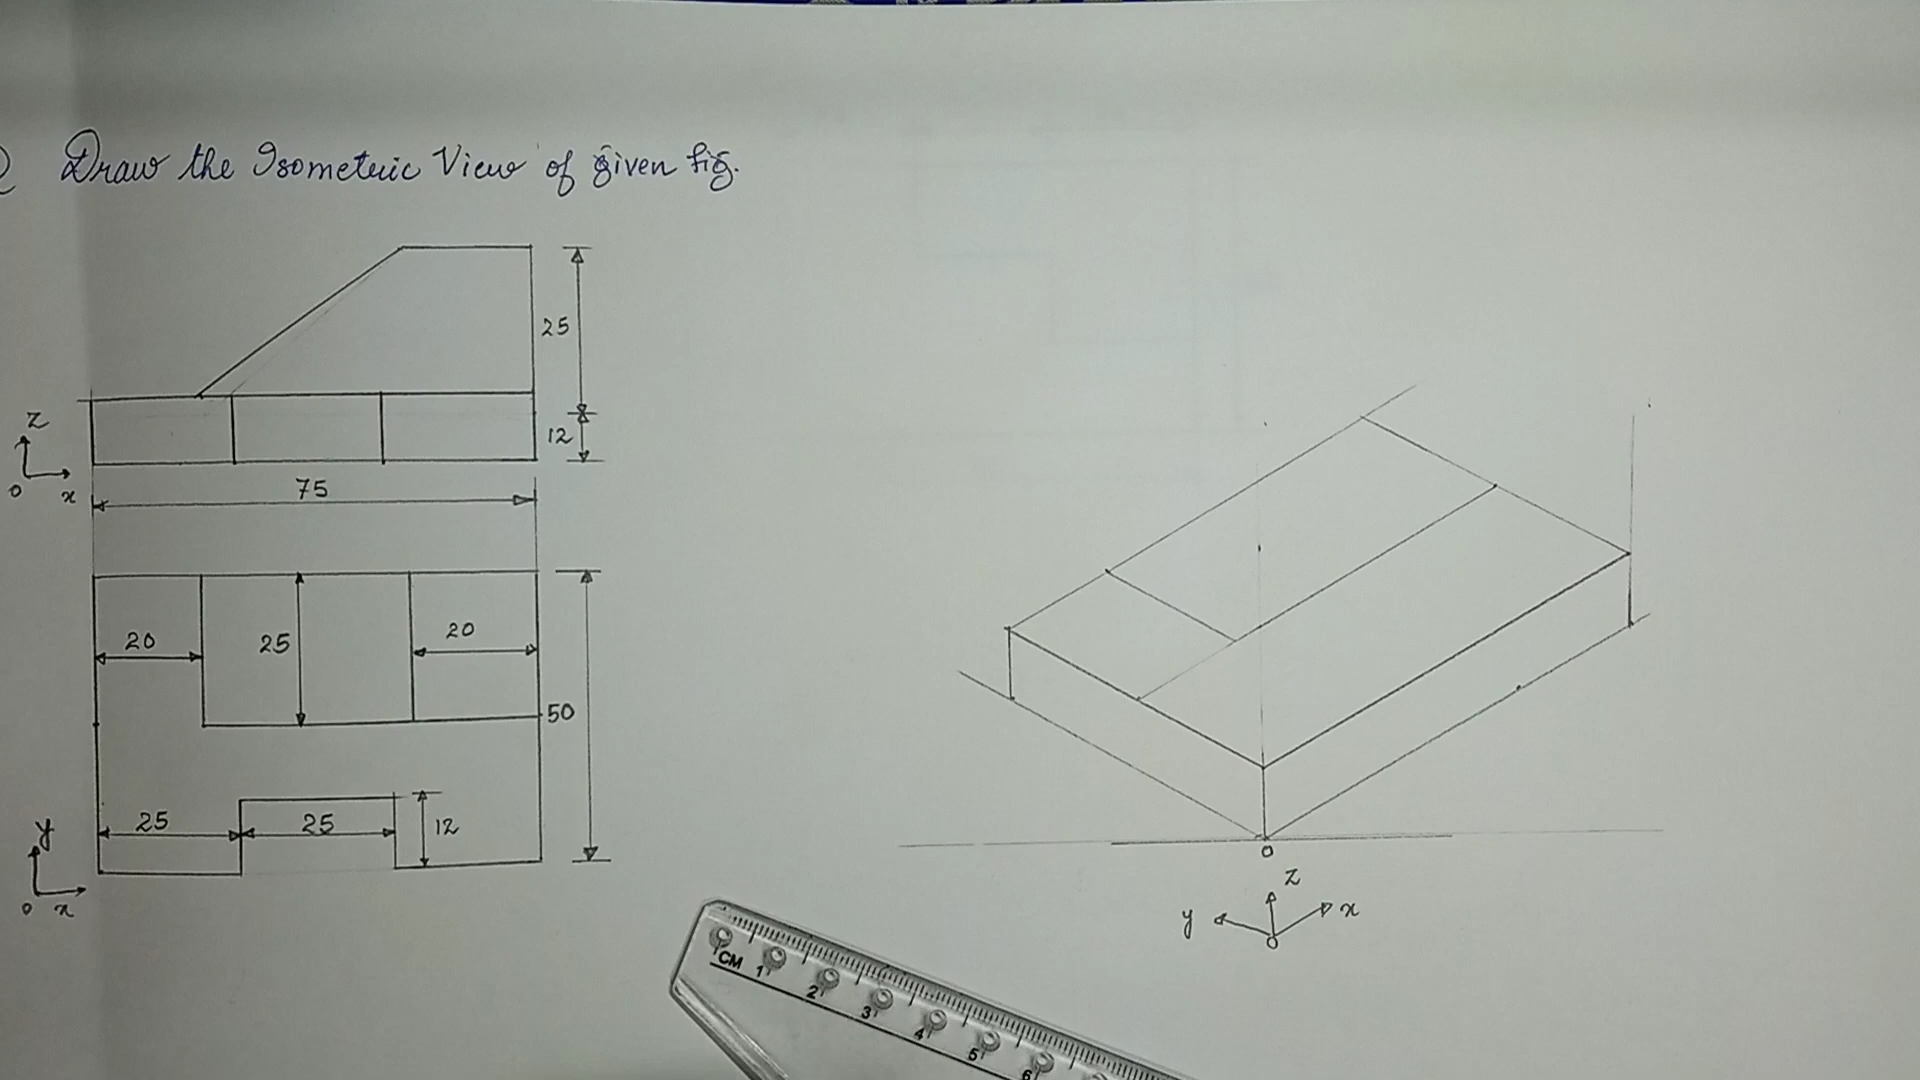 Draw the Isometric View of given fig.
25
12
z
o x
75
20
25
20
50
25
25
12
y
o x
o
z
y x
o
CM 1 2 3 4 5 6